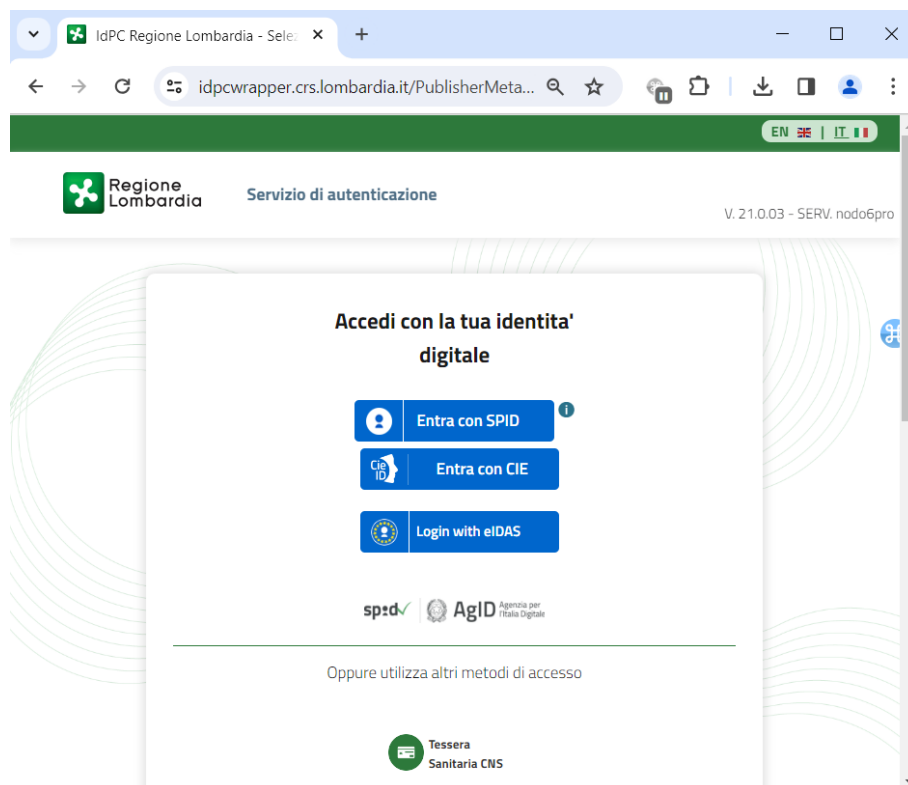 IdPC Regione Lombardia - Sele
idpcwrapper.crs.lombardia.it/PublisherMeta...
EN | IT
Regione
Lombardia
Servizio di autenticazione
V. 21.0.03 - SERV. nodo6pro
Accedi con la tua identita'
digitale
Entra con SPID
i
Cie
ID
Entra con CIE
Login with eIDAS
spid
AgID
Agenzia per
l'Italia Digitale
Oppure utilizza altri metodi di accesso
Tessera
Sanitaria CNS